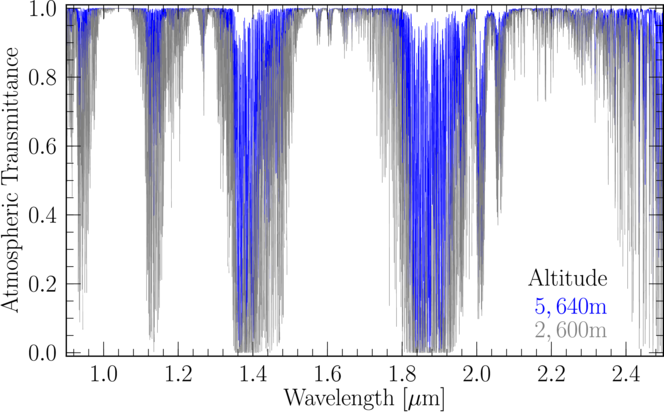 Atmospheric Transmittance
1.0
0.8
0.6
0.4
0.2
0.0
Altitude
5, 640m
2, 600m
1.0 1.2 1.4 1.6 1.8 2.0 2.2 2.4
Wavelength [μm]